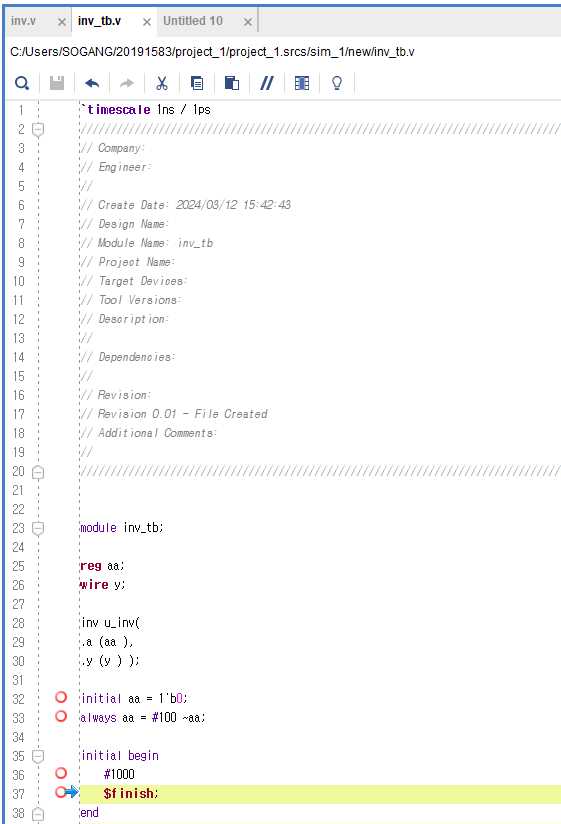 inv.v × inv_tb.v × Untitled 10 ×
C:/Users/SOGANG/20191583/project_1/project_1.srcs/sim_1/new/inv_tb.v
1 `timescale 1ns / 1ps
2 ////////////////////////////////////////////////////////////////////////////////
3 // Company:
4 // Engineer:
5 //
6 // Create Date: 2024/03/12 15:42:43
7 // Design Name:
8 // Module Name: inv_tb
9 // Project Name:
10 // Target Devices:
11 // Tool Versions:
12 // Description:
13 //
14 // Dependencies:
15 //
16 // Revision:
17 // Revision 0.01 - File Created
18 // Additional Comments:
19 //
20 ////////////////////////////////////////////////////////////////////////////////
21
22
23 module inv_tb;
24
25 reg aa;
26 wire y;
27
28 inv u_inv(
29 .a (aa ),
30 .y (y ) );
31
32 initial aa = 1'b0;
33 always aa = #100 ~aa;
34
35 initial begin
36 #1000
37 $finish;
38 end